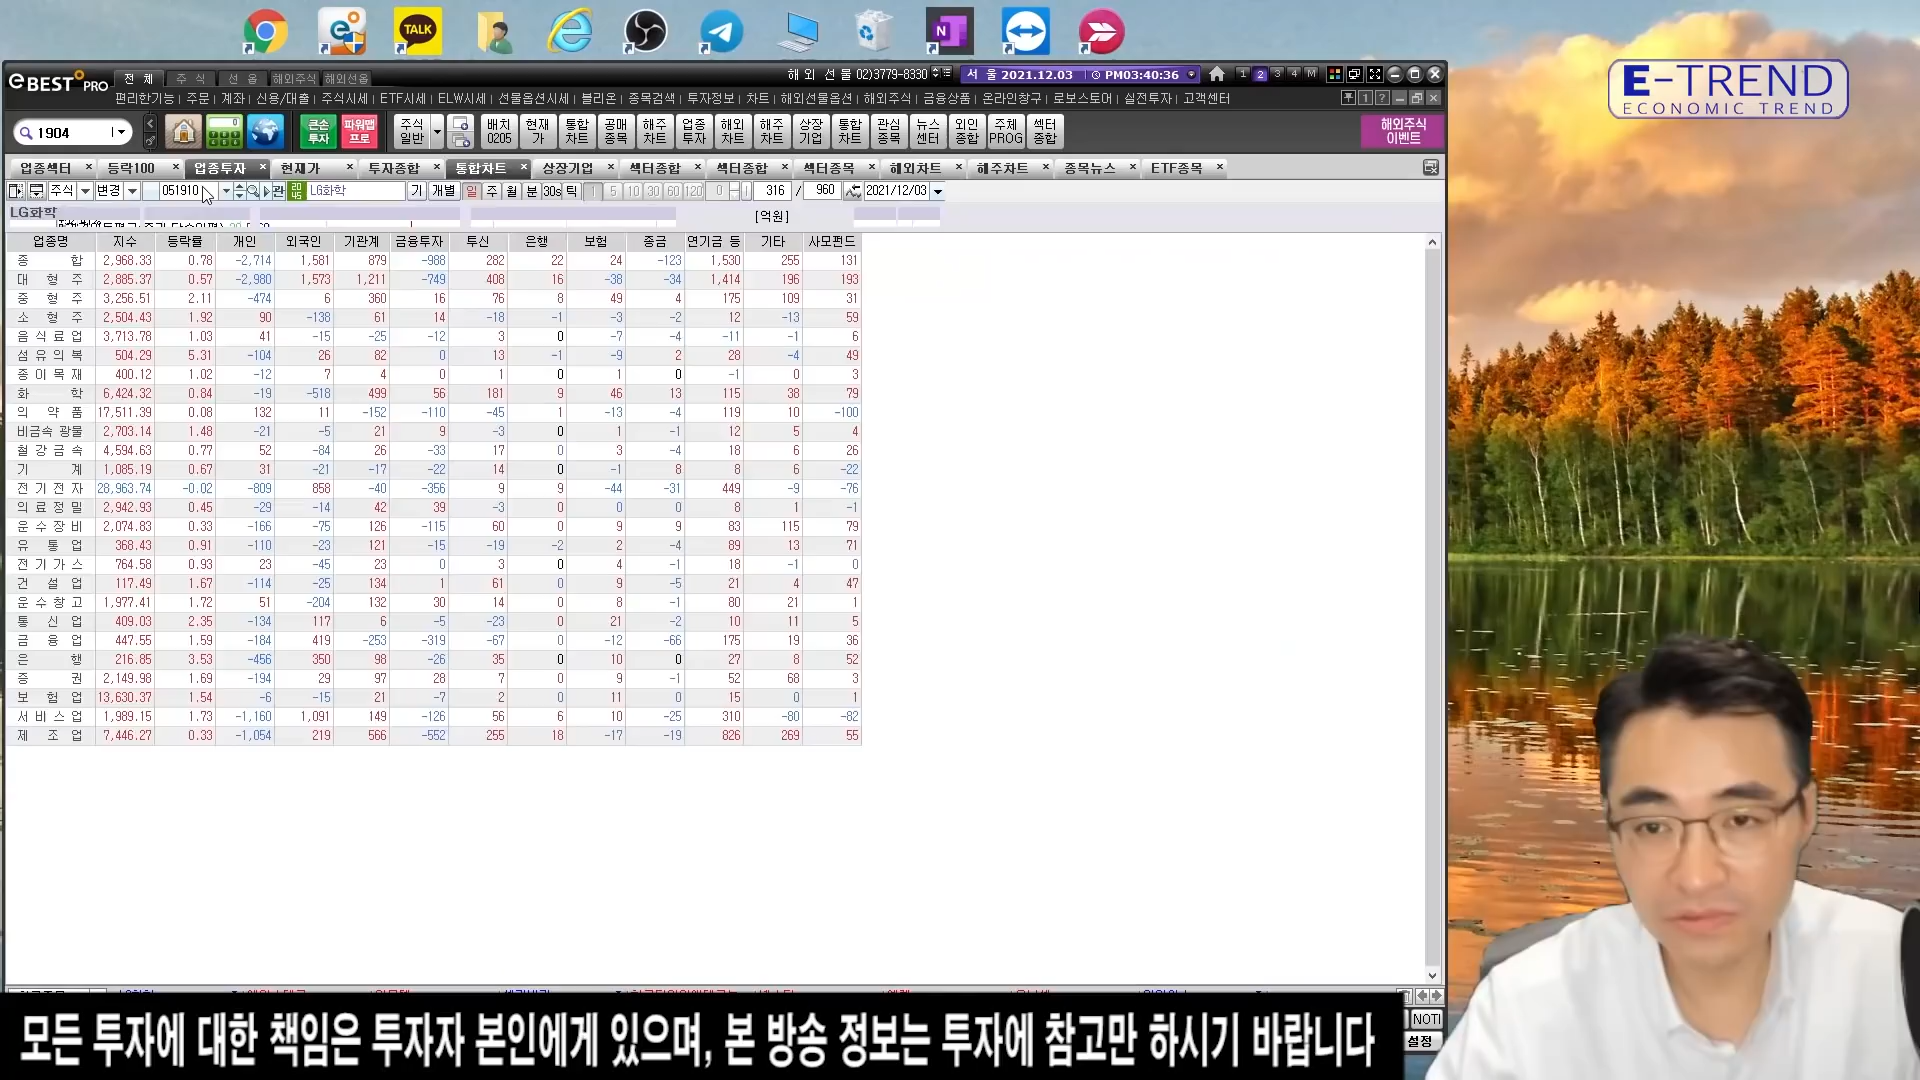 TALK
N
eBEST PRO 전 체 주 식 선 옵 해외주식 해외선옵
해 외 선 물 02)3779-8330 서 울 2021.12.03 PM03:40:36 1 2 3 4 M
편리한기능 주문 계좌 신용/대출 주식시세 ETF시세 ELW시세 선물옵션시세 불리온 종목검색 투자정보 차트 해외선물옵션 해외주식 금융상품 온라인창구 로보스토어 실전투자 고객센터
1904
큰손 투자
파워맵 프로
주식 일반
배치 0205
현재 가
통합 차트
공매 종목
해주 차트
업종 투자
해외 차트
해주 차트
상장 기업
통합 차트
관심 종목
뉴스 센터
외인 종합
주체 PROG
섹터 종합
해외주식 이벤트
업종섹터 × 등락100 × 업종투자 × 현재가 × 투자종합 × 통합차트 × 상장기업 × 섹터종합 × 섹터종합 × 섹터종목 × 해외차트 × 해주차트 × 종목뉴스 × ETF종목 ×
주식 변경 051910 관 20 45 LG화학 기 개별 일 주 월 분 30s 틱 1 5 10 30 60 120 0 316 / 960 2021/12/03
LG화학 [억원]
업종명 지수 등락률 개인 외국인 기관계 금융투자 투신 은행 보험 종금 연기금 등 기타 사모펀드
종 합 2,968.33 0.78 -2,714 1,581 879 -988 282 22 24 -123 1,530 255 131
대 형 주 2,885.37 0.57 -2,980 1,573 1,211 -749 408 16 -38 -34 1,414 196 193
중 형 주 3,256.51 2.11 -474 6 360 16 76 8 49 4 175 109 31
소 형 주 2,504.43 1.92 90 -138 61 14 -18 -1 -3 -2 12 -13 59
음 식 료 업 3,713.78 1.03 41 -15 -25 -12 3 0 -7 -4 -11 -1 6
섬 유 의 복 504.29 5.31 -104 26 82 0 13 -1 -9 2 28 -4 49
종 이 목 재 400.12 1.02 -12 7 4 0 1 0 1 0 -1 0 3
화 학 6,424.32 0.84 -19 -518 499 56 181 9 46 13 115 38 79
의 약 품 17,511.39 0.08 132 11 -152 -110 -45 1 -13 -4 119 10 -100
비금속 광물 2,703.14 1.48 -21 -5 21 9 -3 0 1 -1 12 5 4
철 강 금 속 4,594.63 0.77 52 -84 26 -33 17 0 3 -4 18 6 26
기 계 1,085.19 0.67 31 -21 -17 -22 14 0 -1 8 8 6 -22
전 기 전 자 28,963.74 -0.02 -809 858 -40 -356 9 9 -44 -31 449 -9 -76
의 료 정 밀 2,942.93 0.45 -29 -14 42 39 -3 0 0 0 8 1 -1
운 수 장 비 2,074.83 0.33 -166 -75 126 -115 60 0 9 9 83 115 79
유 통 업 368.43 0.91 -110 -23 121 -15 -19 -2 2 -4 89 13 71
전 기 가 스 764.58 0.93 23 -45 23 0 3 0 4 -1 18 -1 0
건 설 업 117.49 1.67 -114 -25 134 1 61 0 9 -5 21 4 47
운 수 창 고 1,977.41 1.72 51 -204 132 30 14 0 8 -1 80 21 1
통 신 업 409.03 2.35 -134 117 6 -5 -23 0 21 -2 10 11 5
금 융 업 447.55 1.59 -184 419 -253 -319 -67 0 -12 -66 175 19 36
은 행 216.85 3.53 -456 350 98 -26 35 0 10 0 27 8 52
증 권 2,149.98 1.69 -194 29 97 28 7 0 9 -1 52 68 3
보 험 업 13,630.37 1.54 -6 -15 21 -7 2 0 11 0 15 0 1
서 비 스 업 1,989.15 1.73 -1,160 1,091 149 -126 56 6 10 -25 310 -80 -82
제 조 업 7,446.27 0.33 -1,054 219 566 -552 255 18 -17 -19 826 269 55
NOTI
설정
모든 투자에 대한 책임은 투자자 본인에게 있으며, 본 방송 정보는 투자에 참고만 하시기 바랍니다
E-TREND
ECONOMIC TREND